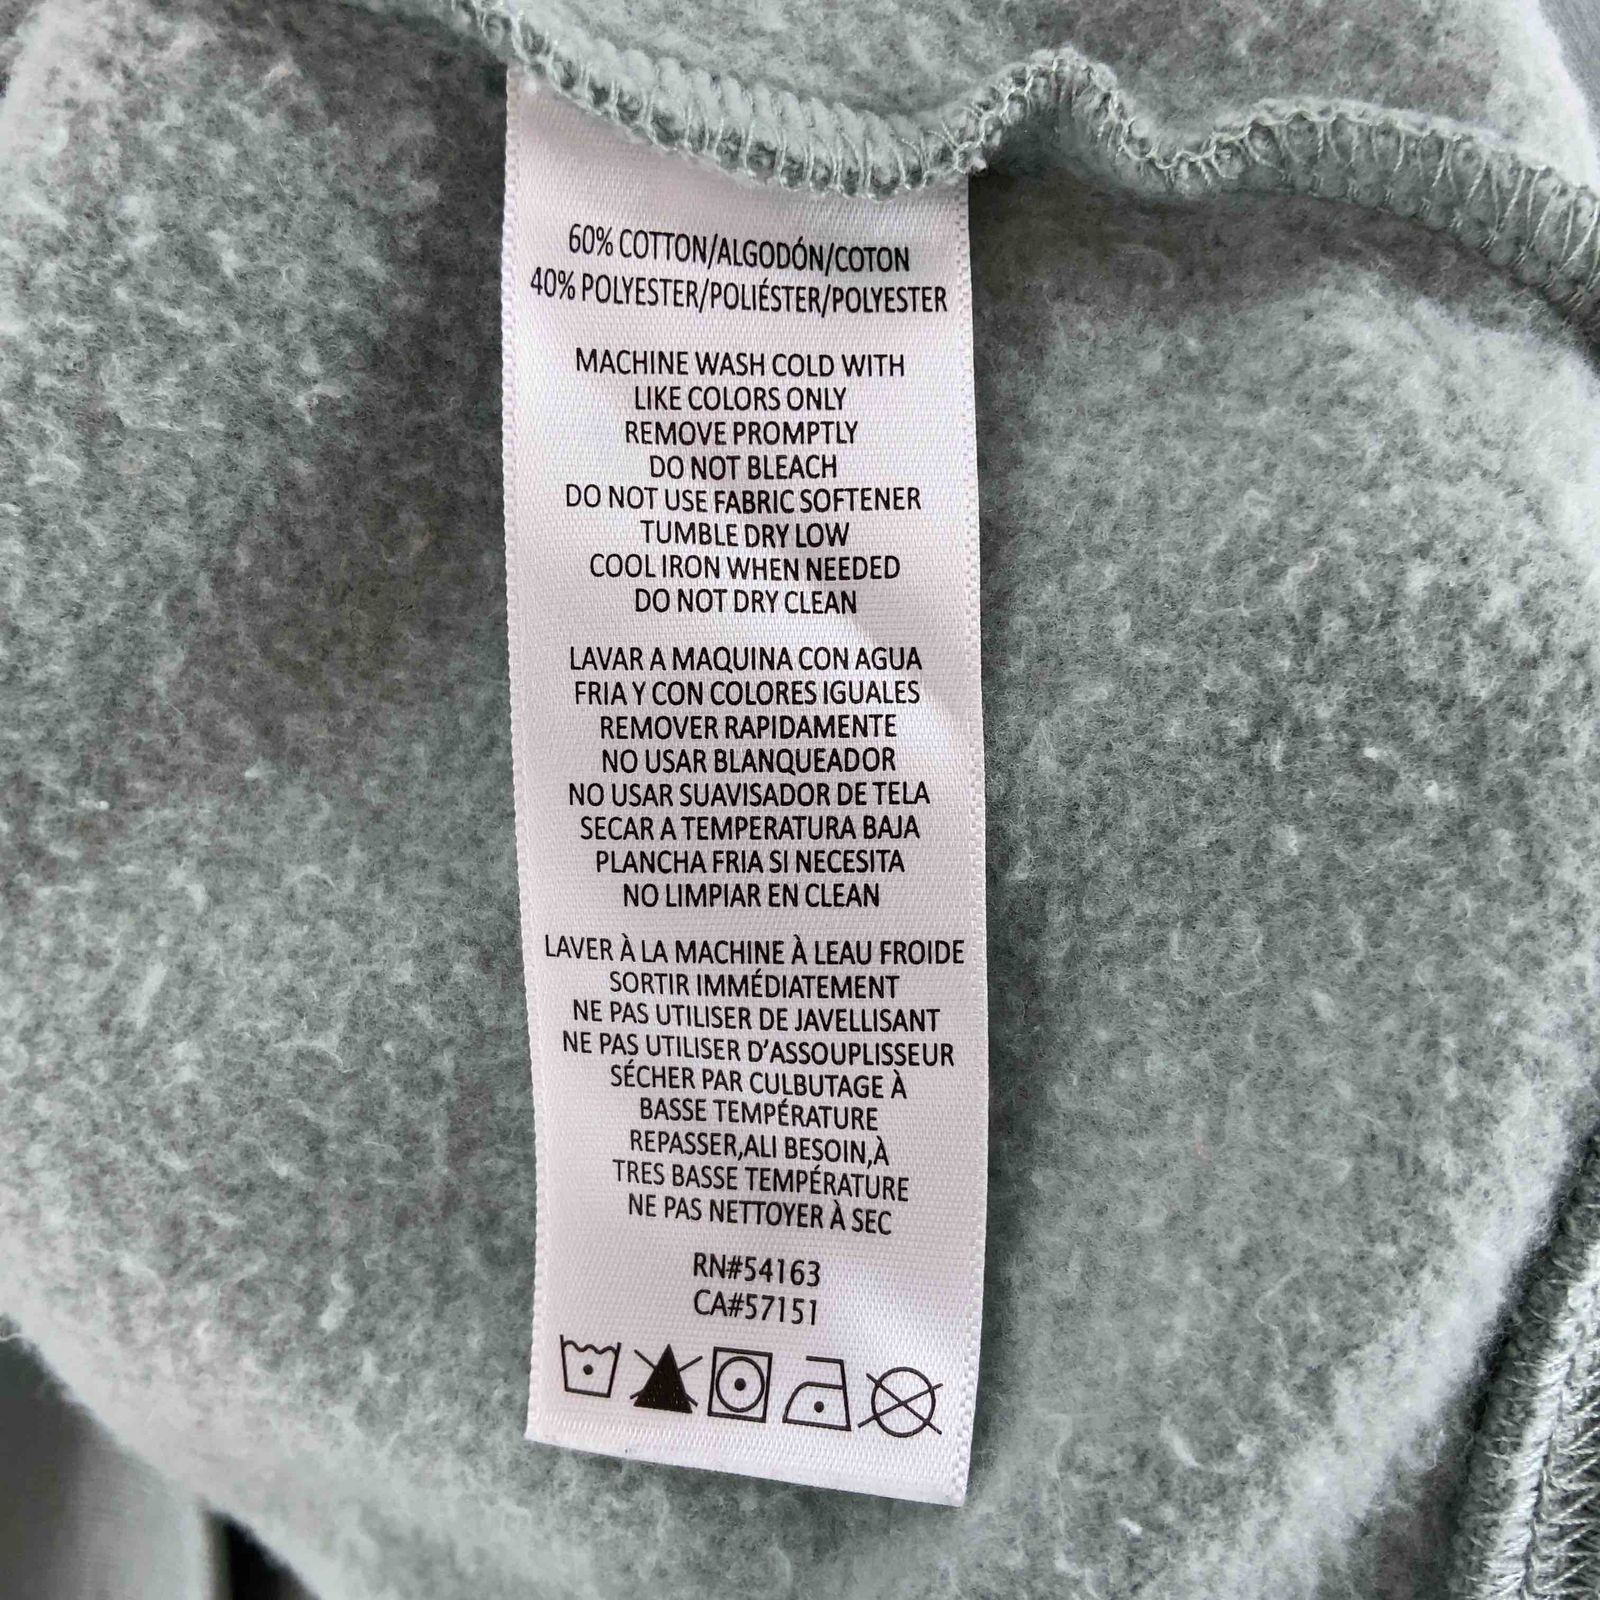 60% COTTON/ALGODÓN/COTON
40% POLYESTER/POLIÉSTER/POLYESTER
MACHINE WASH COLD WITH
LIKE COLORS ONLY
REMOVE PROMPTLY
DO NOT BLEACH
DO NOT USE FABRIC SOFTENER
TUMBLE DRY LOW
COOL IRON WHEN NEEDED
DO NOT DRY CLEAN
LAVAR A MAQUINA CON AGUA
FRIA Y CON COLORES IGUALES
REMOVER RAPIDAMENTE
NO USAR BLANQUEADOR
NO USAR SUAVISADOR DE TELA
SECAR A TEMPERATURA BAJA
PLANCHA FRIA SI NECESITA
NO LIMPIAR EN CLEAN
LAVER À LA MACHINE À LEAU FROIDE
SORTIR IMMÉDIATEMENT
NE PAS UTILISER DE JAVELLISANT
NE PAS UTILISER D'ASSOUPLISSEUR
SÉCHER PAR CULBUTAGE À
BASSE TEMPÉRATURE
REPASSER,ALI BESOIN,À
TRES BASSE TEMPÉRATURE
NE PAS NETTOYER À SEC
RN#54163
CA#57151